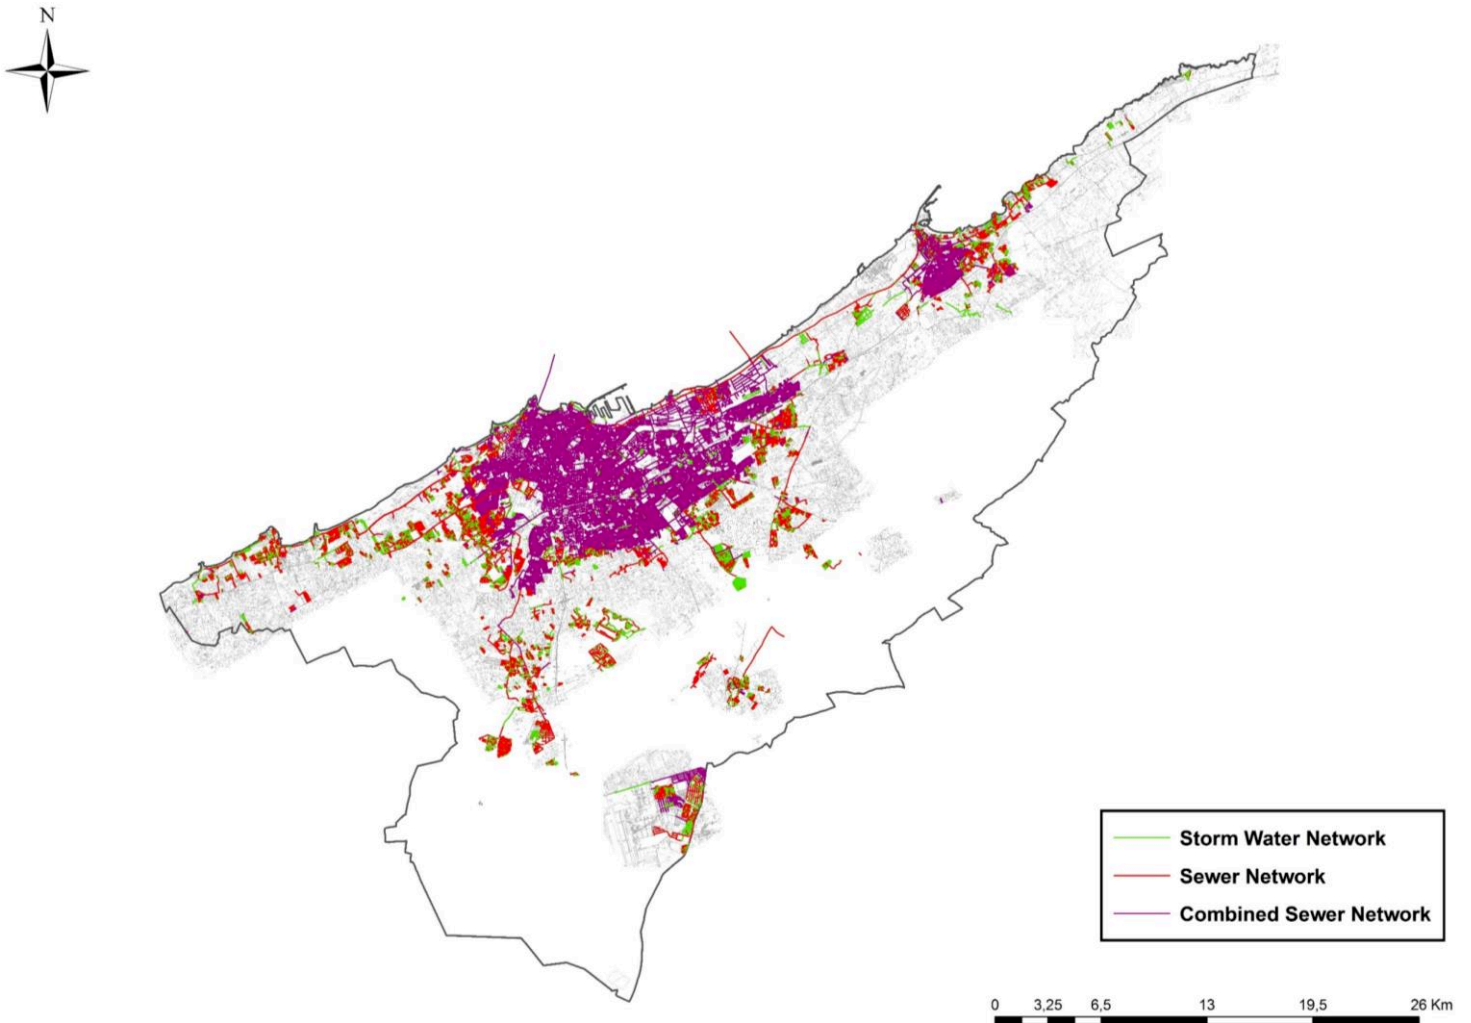 N
Storm Water Network
Sewer Network
Combined Sewer Network
0 3,25 6,5 13 19,5 26 Km